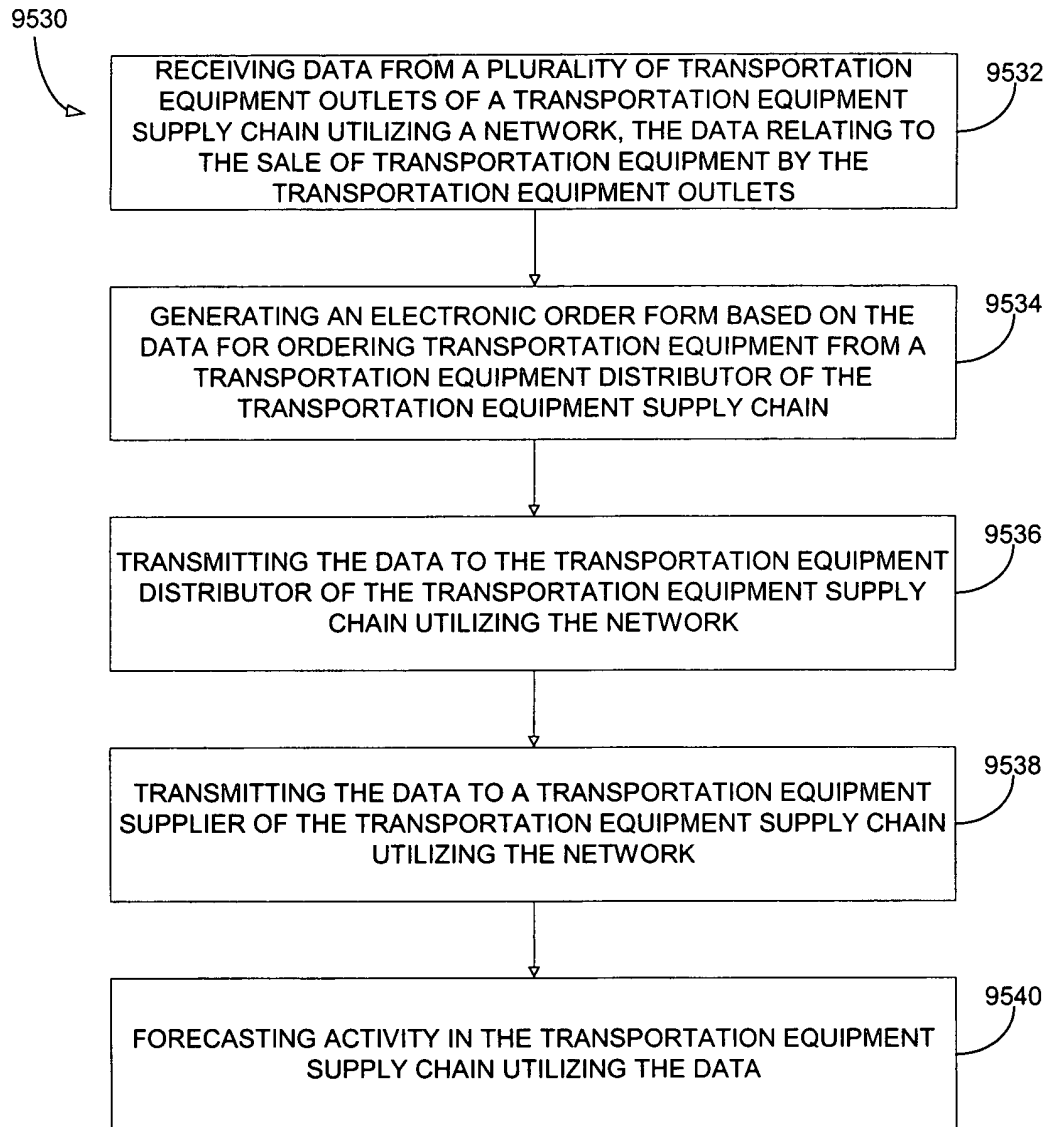 9530
RECEIVING DATA FROM A PLURALITY OF TRANSPORTATION
EQUIPMENT OUTLETS OF A TRANSPORTATION EQUIPMENT
SUPPLY CHAIN UTILIZING A NETWORK, THE DATA RELATING TO
THE SALE OF TRANSPORTATION EQUIPMENT BY THE
TRANSPORTATION EQUIPMENT OUTLETS
9532
GENERATING AN ELECTRONIC ORDER FORM BASED ON THE
DATA FOR ORDERING TRANSPORTATION EQUIPMENT FROM A
TRANSPORTATION EQUIPMENT DISTRIBUTOR OF THE
TRANSPORTATION EQUIPMENT SUPPLY CHAIN
9534
TRANSMITTING THE DATA TO THE TRANSPORTATION EQUIPMENT
DISTRIBUTOR OF THE TRANSPORTATION EQUIPMENT SUPPLY
CHAIN UTILIZING THE NETWORK
9536
TRANSMITTING THE DATA TO A TRANSPORTATION EQUIPMENT
SUPPLIER OF THE TRANSPORTATION EQUIPMENT SUPPLY CHAIN
UTILIZING THE NETWORK
9538
FORECASTING ACTIVITY IN THE TRANSPORTATION EQUIPMENT
SUPPLY CHAIN UTILIZING THE DATA
9540